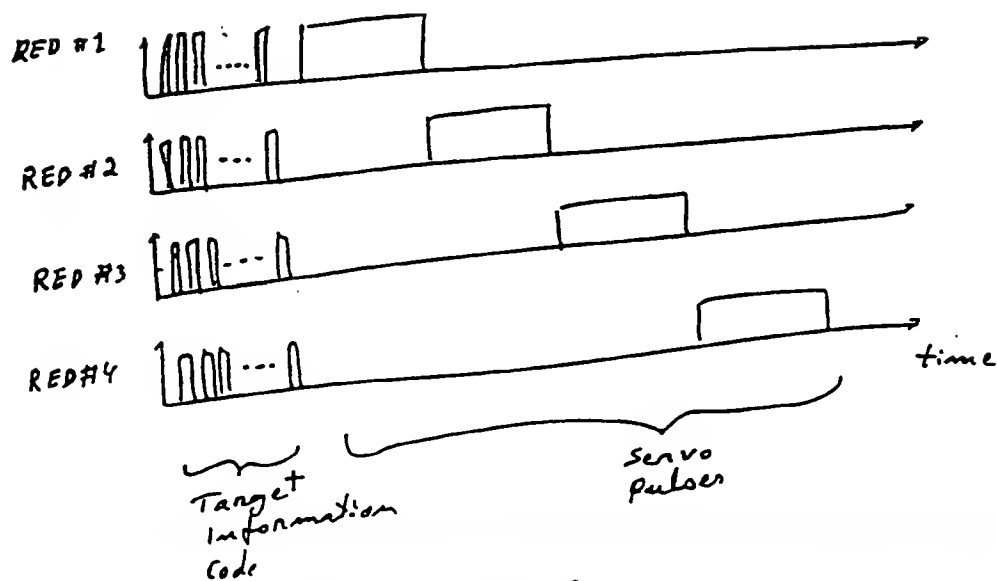 RED #1
RED #2
RED #3
RED #4
time
Target
Information
Code
Servo
Pulses